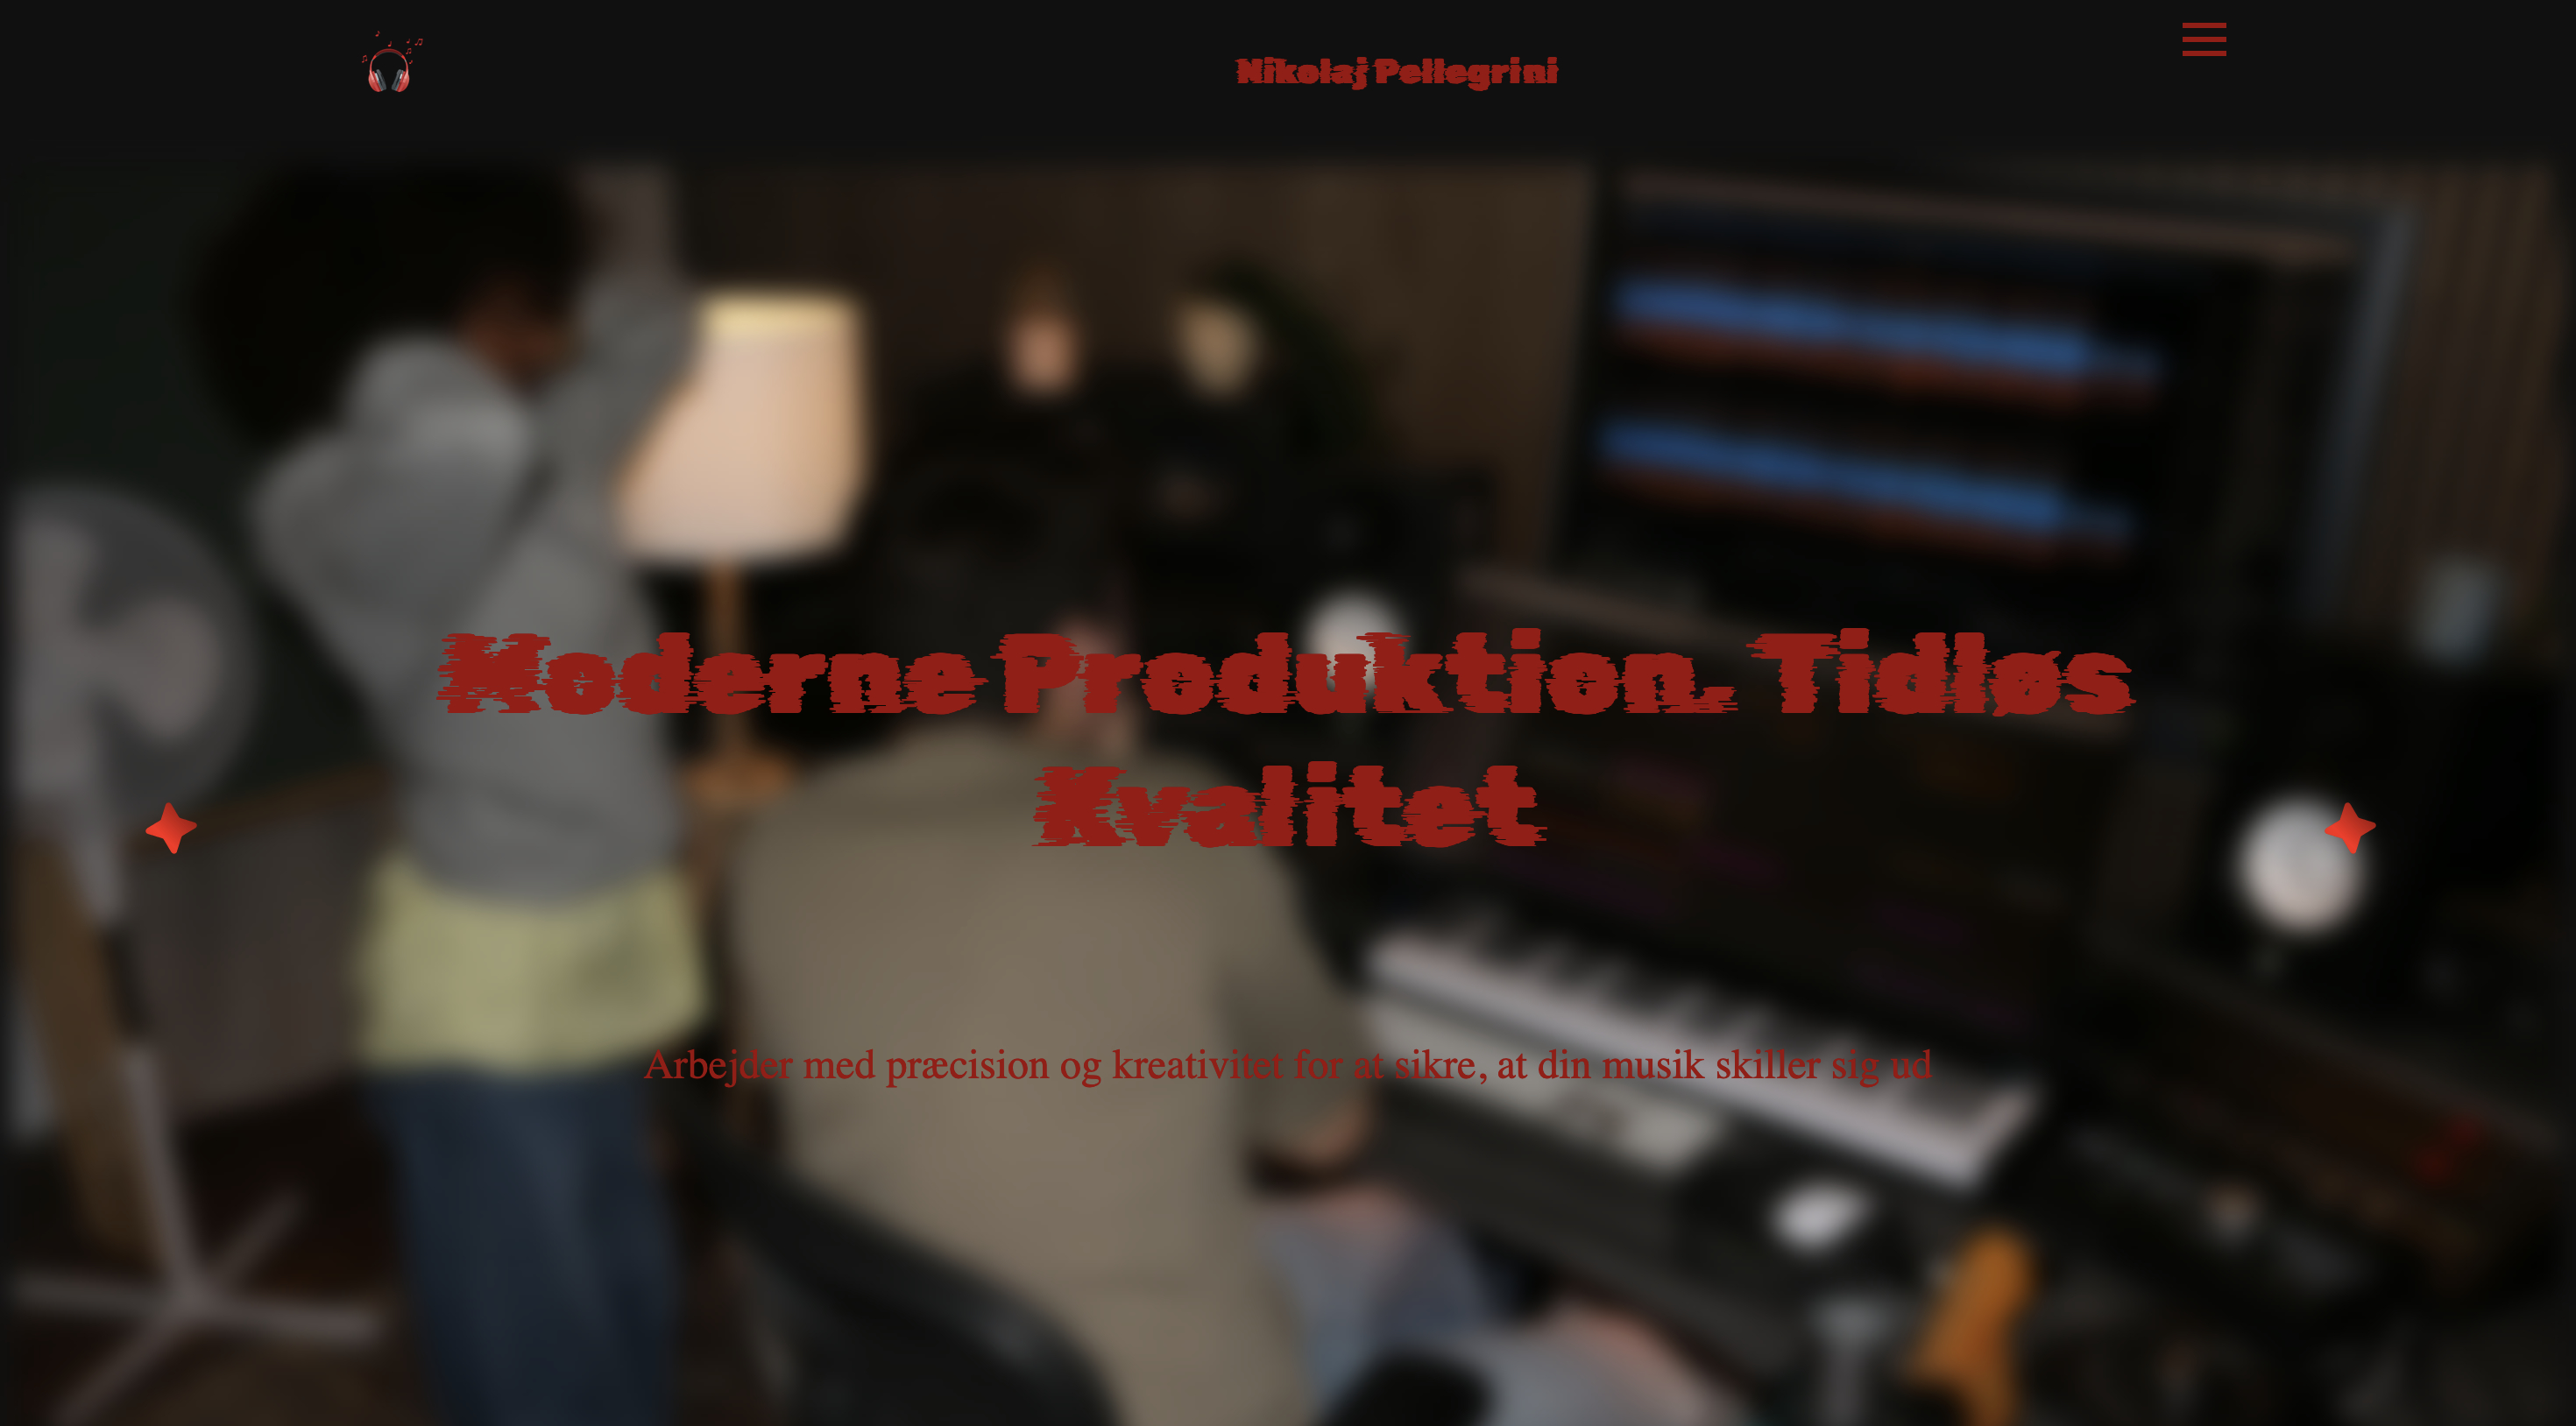 Nikolaj Pellegrini
Moderne Produktion. Tidløs
Kvalitet
Arbejder med præcision og kreativitet for at sikre, at din musik skiller sig ud